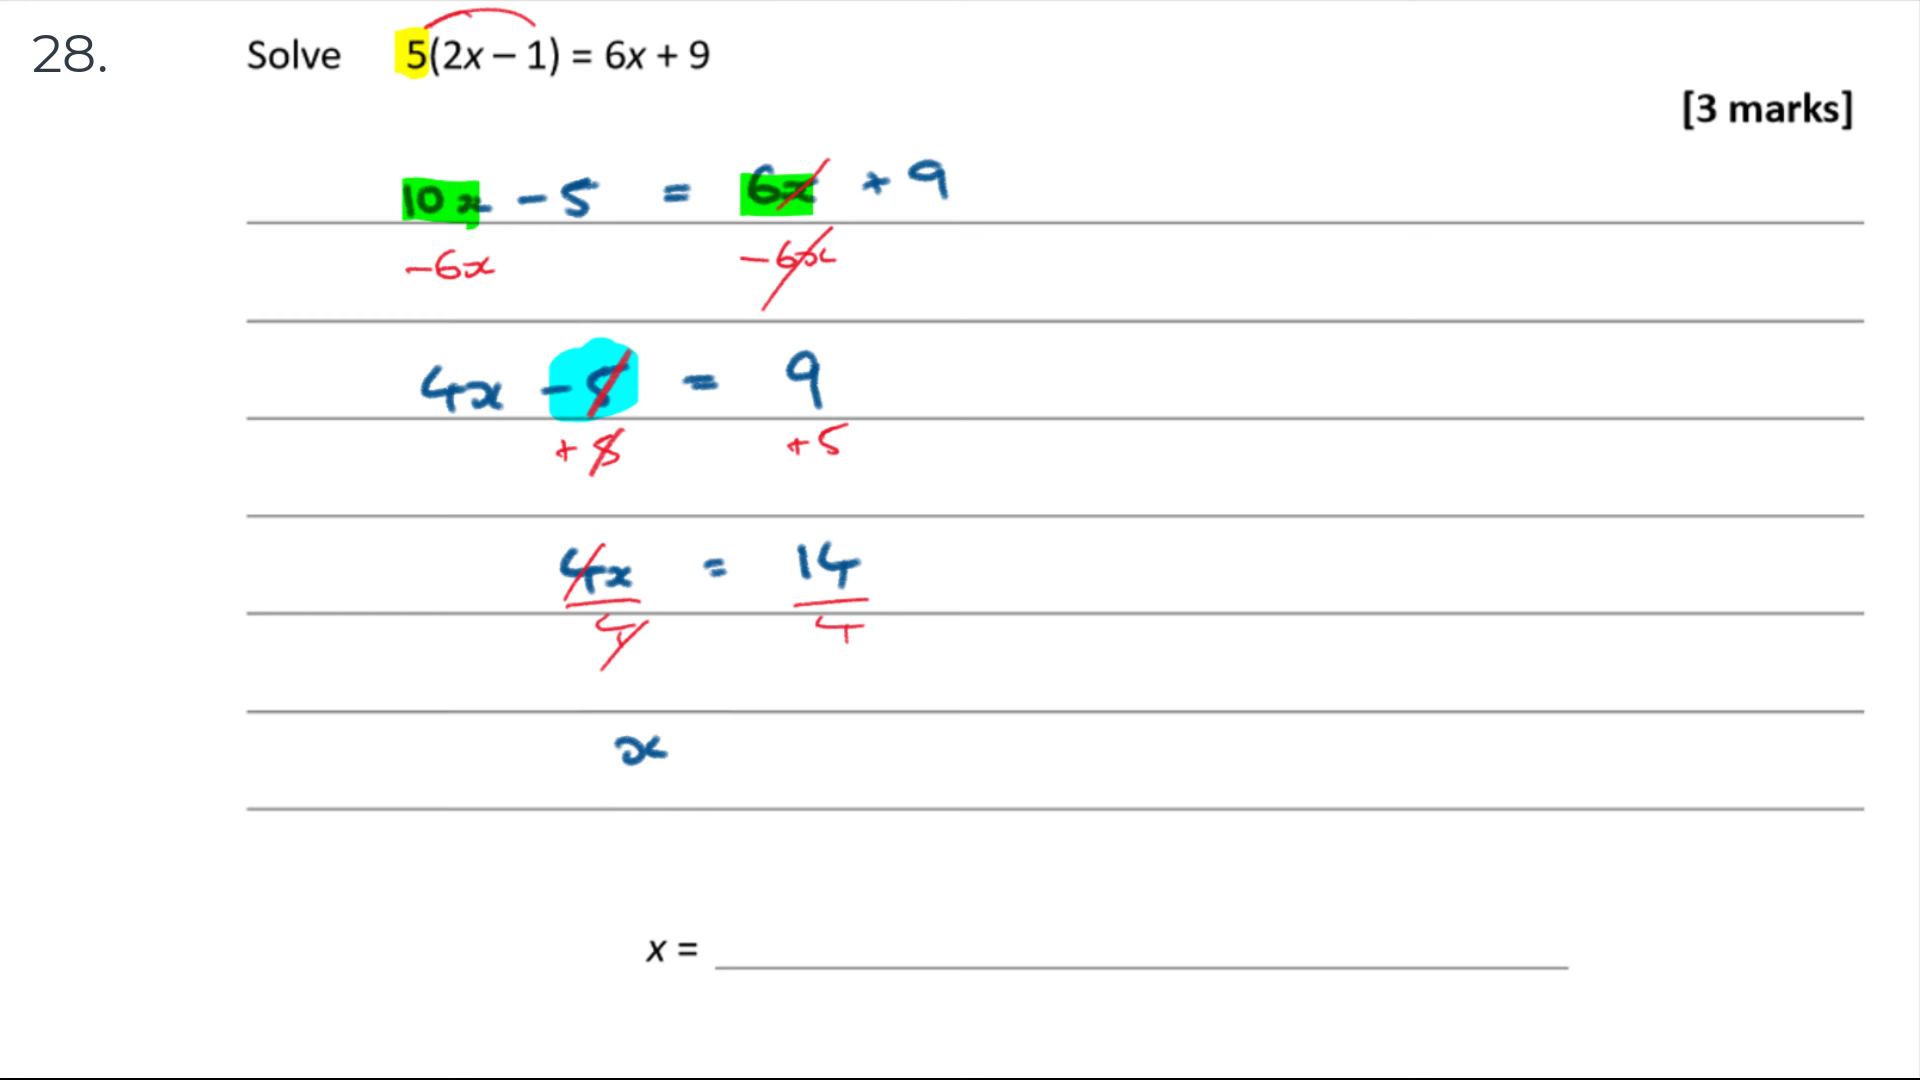 28. Solve 5(2x – 1) = 6x + 9
[3 marks]
10x - 5 = 6x + 9
-6x -6x
4x - 5 = 9
+5 +5
4x = 14
4 4
x
x =